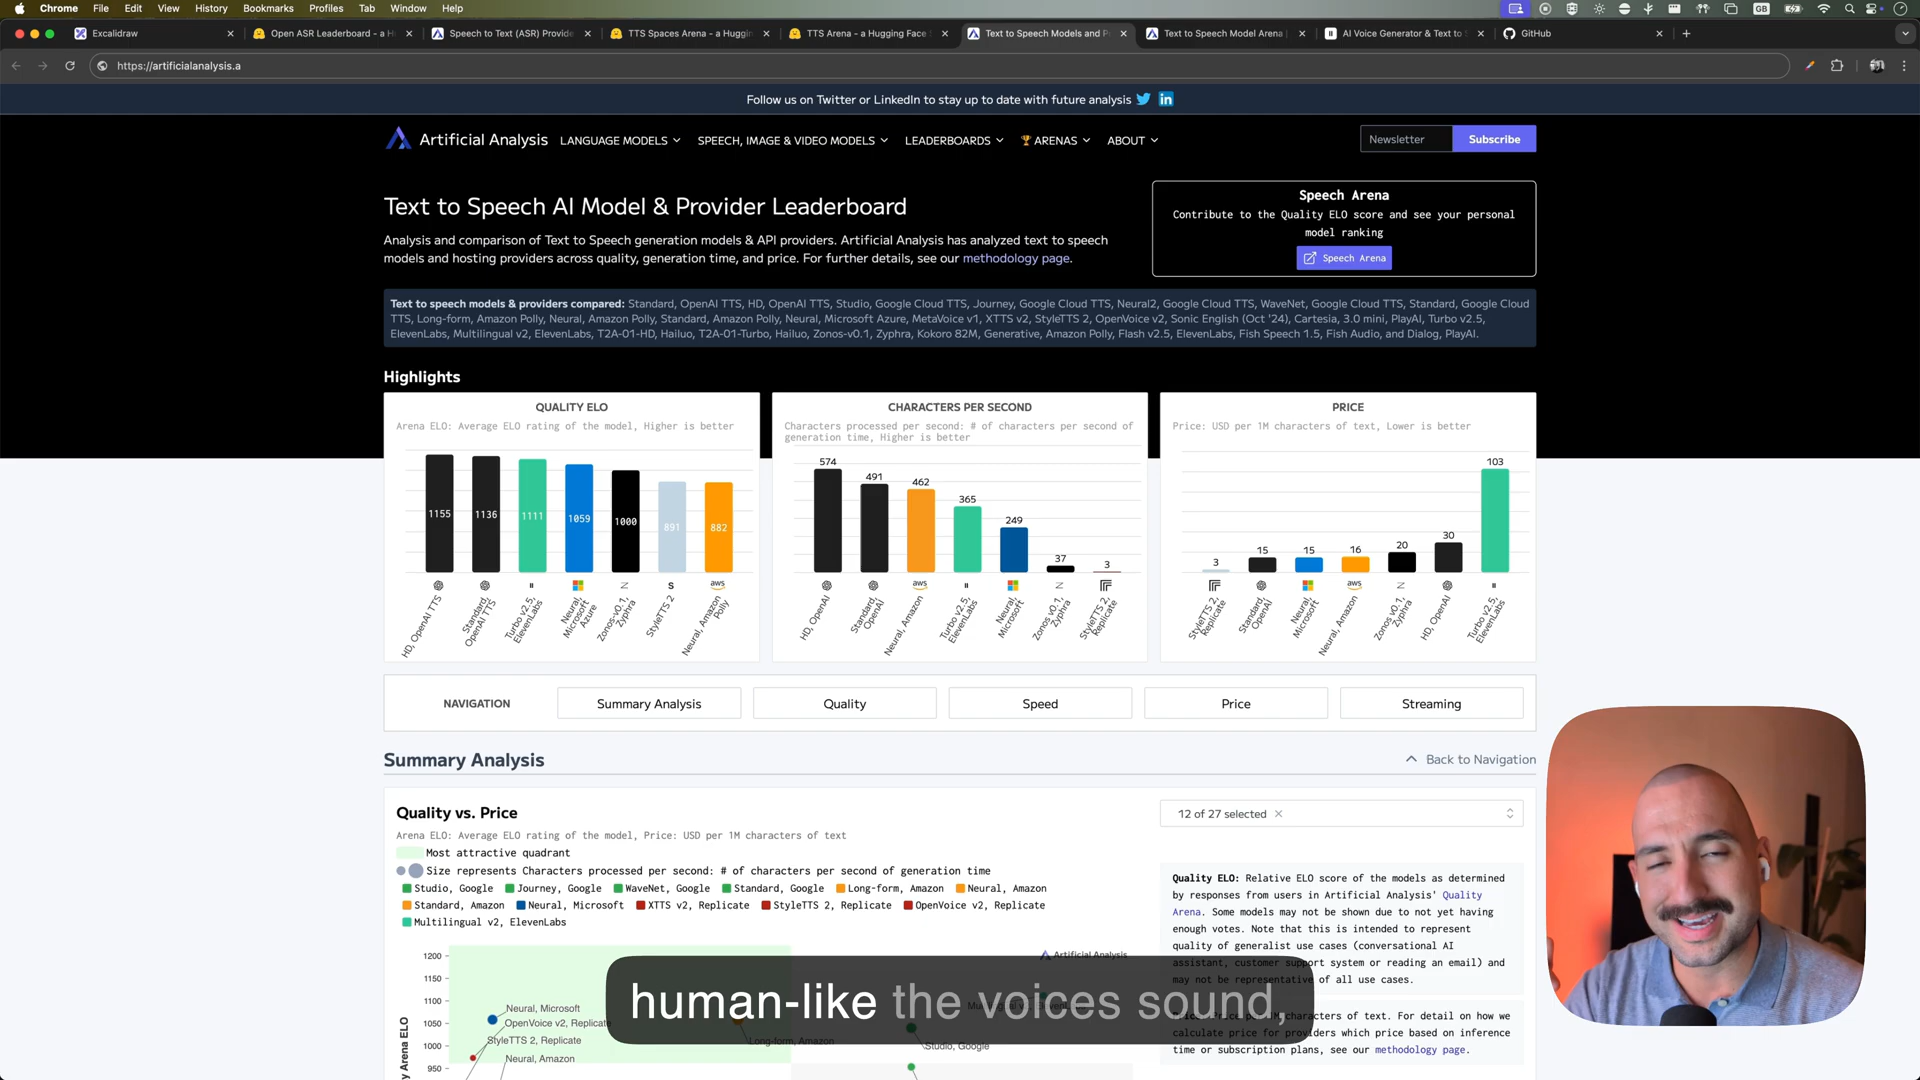 Chrome File Edit View History Bookmarks Profiles Tab Window Help
GB
Excalidraw
Open ASR Leaderboard - a H
Speech to Text (ASR) Provide
TTS Spaces Arena - a Huggin
TTS Arena - a Hugging Face
Text to Speech Models and P
Text to Speech Model Arena
AI Voice Generator & Text to S
GitHub
https://artificialanalysis.a
Follow us on Twitter or LinkedIn to stay up to date with future analysis
Artificial Analysis LANGUAGE MODELS SPEECH, IMAGE & VIDEO MODELS LEADERBOARDS ARENAS ABOUT
Newsletter Subscribe
Text to Speech AI Model & Provider Leaderboard
Analysis and comparison of Text to Speech generation models & API providers. Artificial Analysis has analyzed text to speech
models and hosting providers across quality, generation time, and price. For further details, see our methodology page.
Speech Arena
Contribute to the Quality ELO score and see your personal
model ranking
Speech Arena
Text to speech models & providers compared: Standard, OpenAI TTS, HD, OpenAI TTS, Studio, Google Cloud TTS, Journey, Google Cloud TTS, Neural2, Google Cloud TTS, WaveNet, Google Cloud TTS, Standard, Google Cloud
TTS, Long-form, Amazon Polly, Neural, Amazon Polly, Standard, Amazon Polly, Neural, Microsoft Azure, MetaVoice v1, XTTS v2, StyleTTS 2, OpenVoice v2, Sonic English (Oct '24), Cartesia, 3.0 mini, PlayAI, Turbo v2.5,
ElevenLabs, Multilingual v2, ElevenLabs, T2A-01-HD, Hailuo, T2A-01-Turbo, Hailuo, Zonos-v0.1, Zyphra, Kokoro 82M, Generative, Amazon Polly, Flash v2.5, ElevenLabs, Fish Speech 1.5, Fish Audio, and Dialog, PlayAI.
Highlights
QUALITY ELO
Arena ELO: Average ELO rating of the model, Higher is better
1155 1136 1111 1059 1000 891 882
aws
HD, OpenAI TTS
Standard, OpenAI TTS
Turbo v2.5, ElevenLabs
Neural, Microsoft Azure
Zonos-v0.1, Zyphra
StyleTTS 2
Neural, Amazon Polly
CHARACTERS PER SECOND
Characters processed per second: # of characters per second of
generation time, Higher is better
574 491 462 365 249 37 3
aws
HD, OpenAI
Standard, OpenAI
Neural, Amazon
Turbo v2.5, ElevenLabs
Neural, Microsoft
Zonos v0.1, Zyphra
StyleTTS 2, Replicate
PRICE
Price: USD per 1M characters of text, Lower is better
3 15 15 16 20 30 103
aws
StyleTTS 2, Replicate
Standard, OpenAI
Neural, Microsoft
Neural, Amazon
Zonos v0.1, Zyphra
HD, OpenAI
Turbo v2.5, ElevenLabs
NAVIGATION Summary Analysis Quality Speed Price Streaming
Summary Analysis
Back to Navigation
Quality vs. Price
Arena ELO: Average ELO rating of the model, Price: USD per 1M characters of text
Most attractive quadrant
Size represents Characters processed per second: # of characters per second of generation time
Studio, Google Journey, Google WaveNet, Google Standard, Google Long-form, Amazon Neural, Amazon
Standard, Amazon Neural, Microsoft XTTS v2, Replicate StyleTTS 2, Replicate OpenVoice v2, Replicate
Multilingual v2, ElevenLabs
12 of 27 selected
Quality ELO: Relative ELO score of the models as determined
by responses from users in Artificial Analysis' Quality
Arena. Some models may not be shown due to not yet having
enough votes. Note that this is intended to represent
quality of generalist use cases (conversational AI
assistant, customer support system or reading an email) and
may not be representative of all use cases.
characters of text. For detail on how we
calculate price for providers which price based on inference
time or subscription plans, see our methodology page.
1200
1150
1100
1050
1000
950
Arena ELO
Artificial Analysis
Neural, Microsoft
OpenVoice v2, Replicate
StyleTTS 2, Replicate
Neural, Amazon
Long-form, Amazon
Studio, Google
human-like the voices sound,